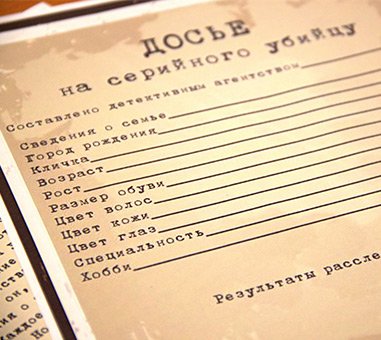 ДОСЬЕ
на серийного убийцу
Составлено детективным агентством
Сведения о семье
Город рождения
Кличка
Возраст
Рост
Размер обуви
Цвет волос
Цвет кожи
Цвет глаз
Специальность
Хобби
Результаты рассле